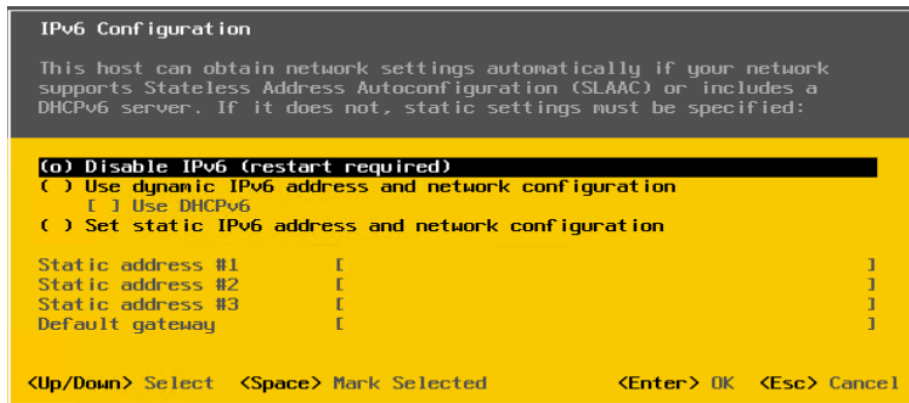 IPv6 Configuration
This host can obtain network settings automatically if your network
supports Stateless Address Autoconfiguration (SLAAC) or includes a
DHCPv6 server. If it does not, static settings must be specified:
(o) Disable IPv6 (restart required)
( ) Use dynamic IPv6 address and network configuration
[ ] Use DHCPv6
( ) Set static IPv6 address and network configuration
Static address #1 [ ]
Static address #2 [ ]
Static address #3 [ ]
Default gateway [ ]
<Up/Down> Select <Space> Mark Selected <Enter> OK <Esc> Cancel